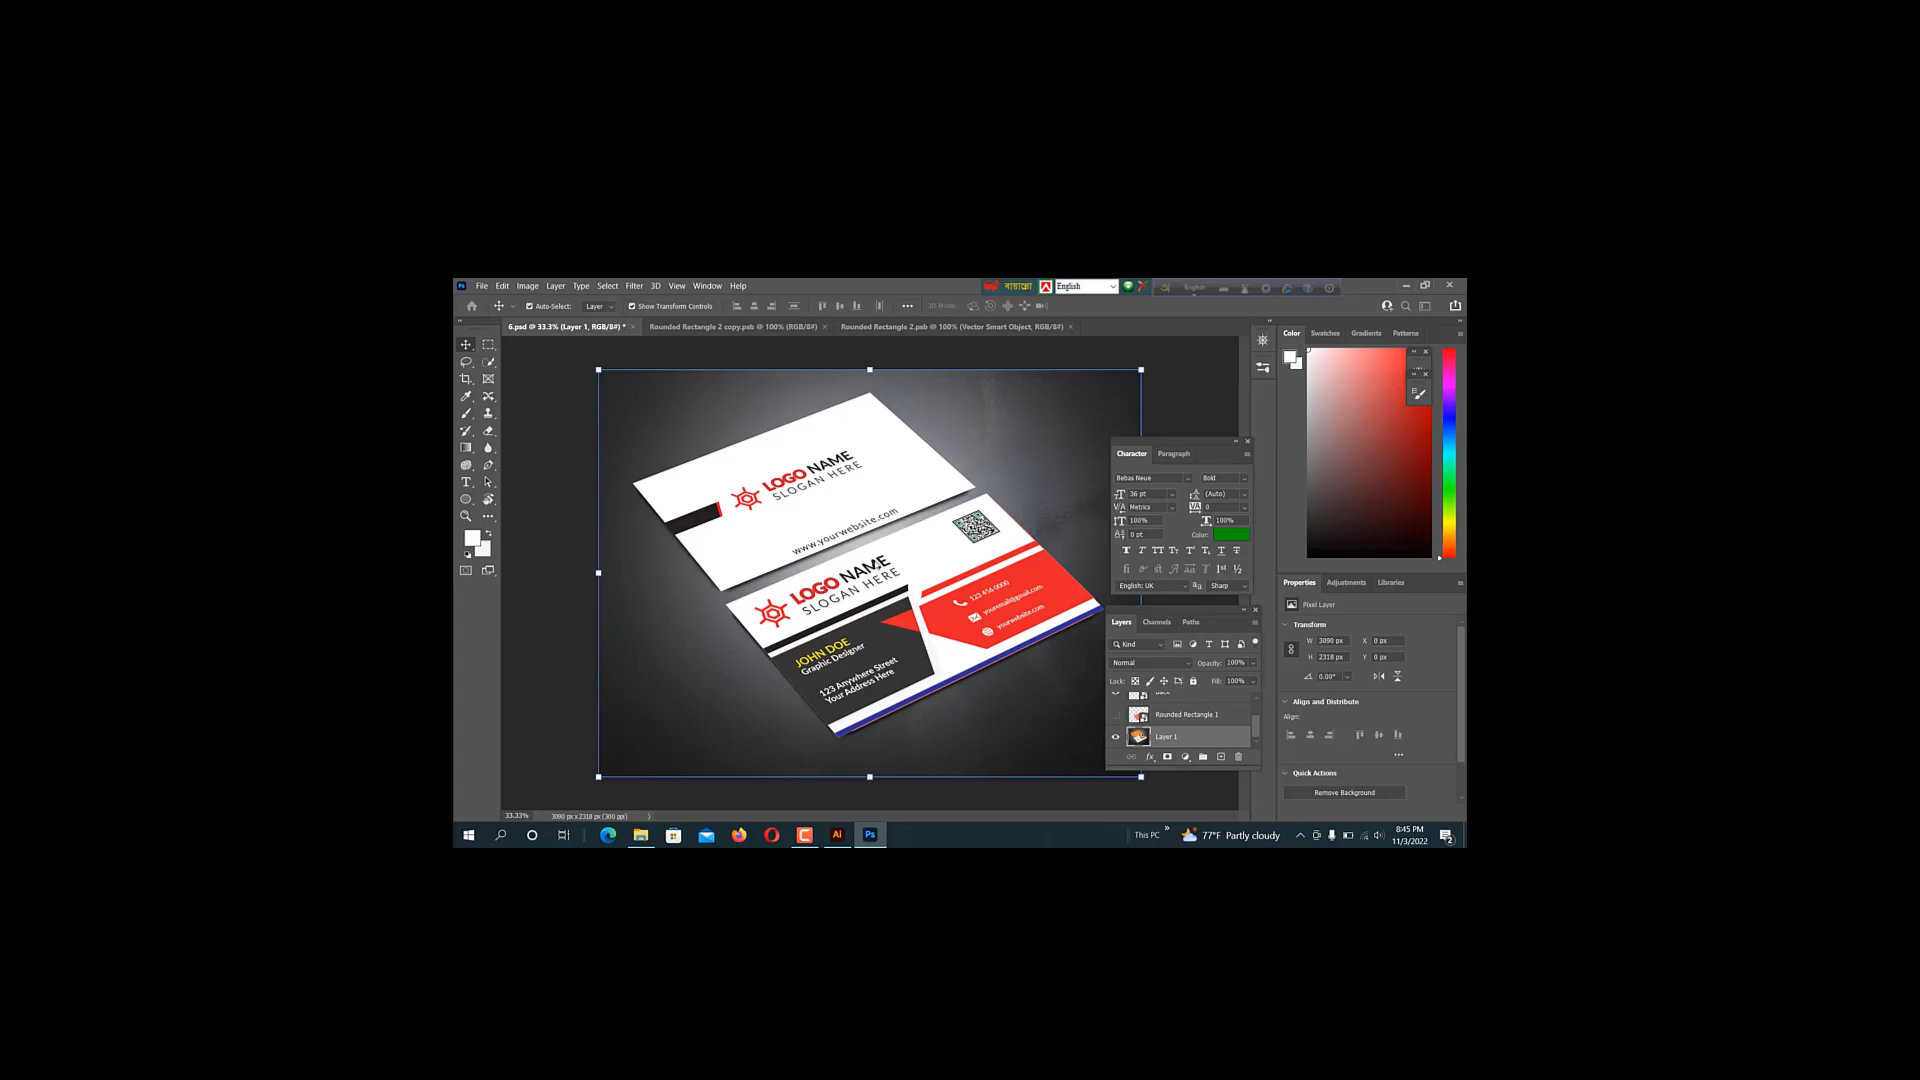 Ps File Edit Image Layer Type Select Filter 3D View Window Help
English
English
Auto-Select: Layer Show Transform Controls 3D Mode:
6.psd @ 33.3% (Layer 1, RGB/8#) * Rounded Rectangle 2 copy.psb @ 100% (RGB/8#) Rounded Rectangle 2.psb @ 100% (Vector Smart Object, RGB/8#)
Color Swatches Gradients Patterns
LOGO NAME
SLOGAN HERE
www.yourwebsite.com
LOGO NAME
SLOGAN HERE
JOHN DOE
Graphic Designer
123 Anywhere Street
Your Address Here
123 456 0000
youremail@gmail.com
yourwebsite.com
Character Paragraph
Bebas Neue Bold
36 pt (Auto)
Metrics 0
100% 100%
0 pt Color:
English: UK Sharp
Layers Channels Paths
Kind
Normal Opacity: 100%
Lock: Fill: 100%
Rounded Rectangle 1
Layer 1
Properties Adjustments Libraries
Pixel Layer
Transform
W 3090 px X 0 px
H 2318 px Y 0 px
0.00°
Align and Distribute
Align:
Quick Actions
Remove Background
33.33% 3090 px x 2318 px (300 ppi)
Ai Ps This PC 77°F Partly cloudy
8:45 PM
11/3/2022
2